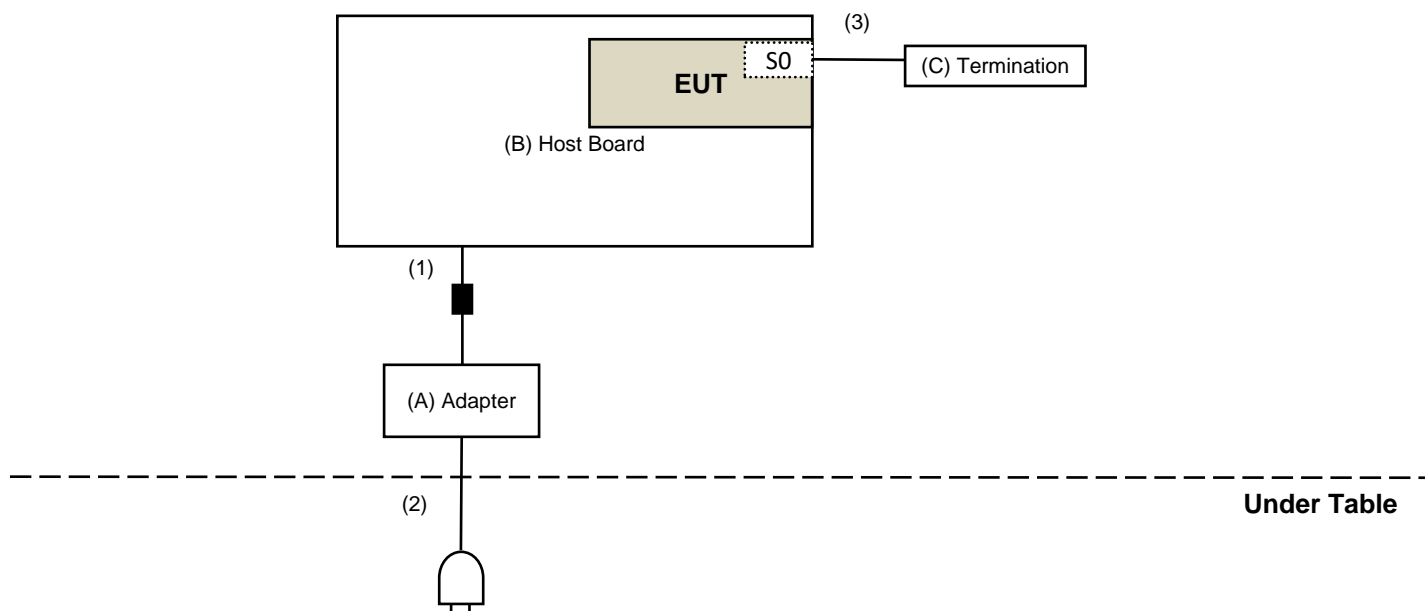 (3)
S0
(C) Termination
EUT
(B) Host Board
(1)
(A) Adapter
(2)
Under Table